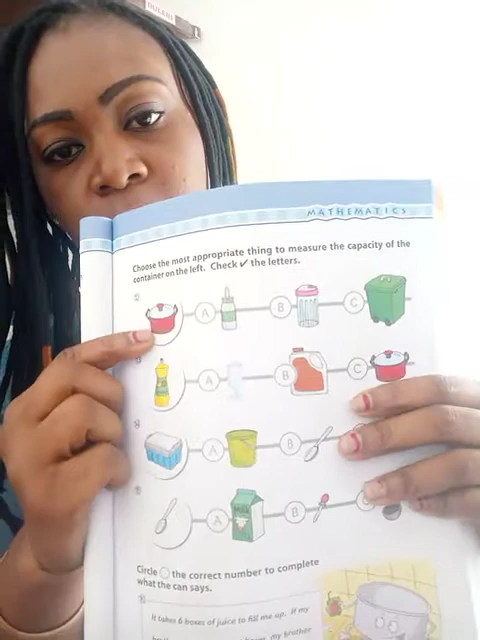 MATHEMATICS
Choose the most appropriate thing to measure the capacity of the
container on the left. Check ✔ the letters.
A B C
A B C
A B
MILK
A B
Circle ◯ the correct number to complete
what the can says.
It takes 6 boxes of juice to fill me up. If my
my brother